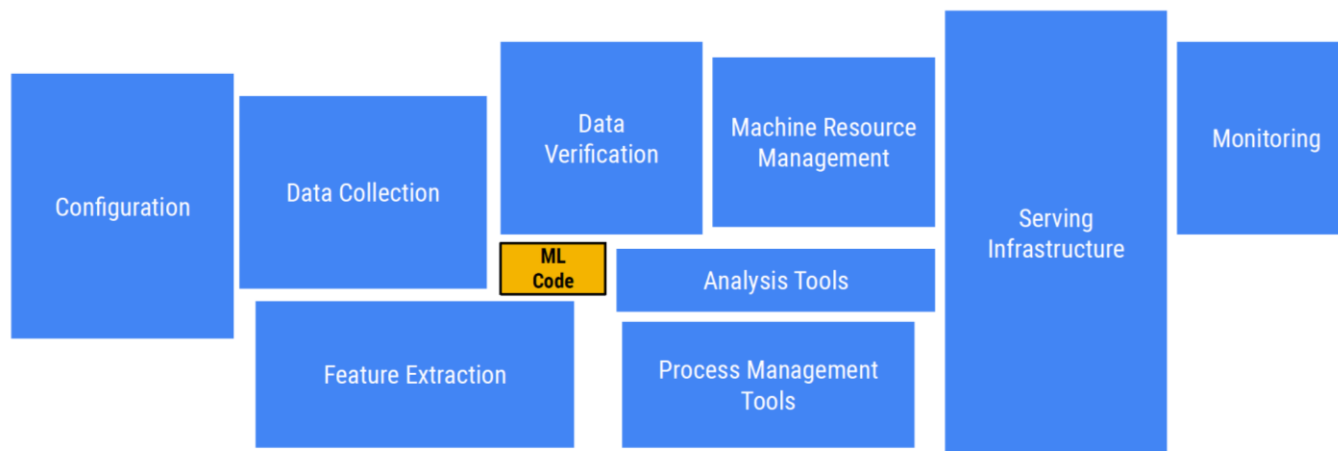 Configuration
Data Collection
Feature Extraction
Data
Verification
ML
Code
Machine Resource
Management
Analysis Tools
Process Management
Tools
Serving
Infrastructure
Monitoring